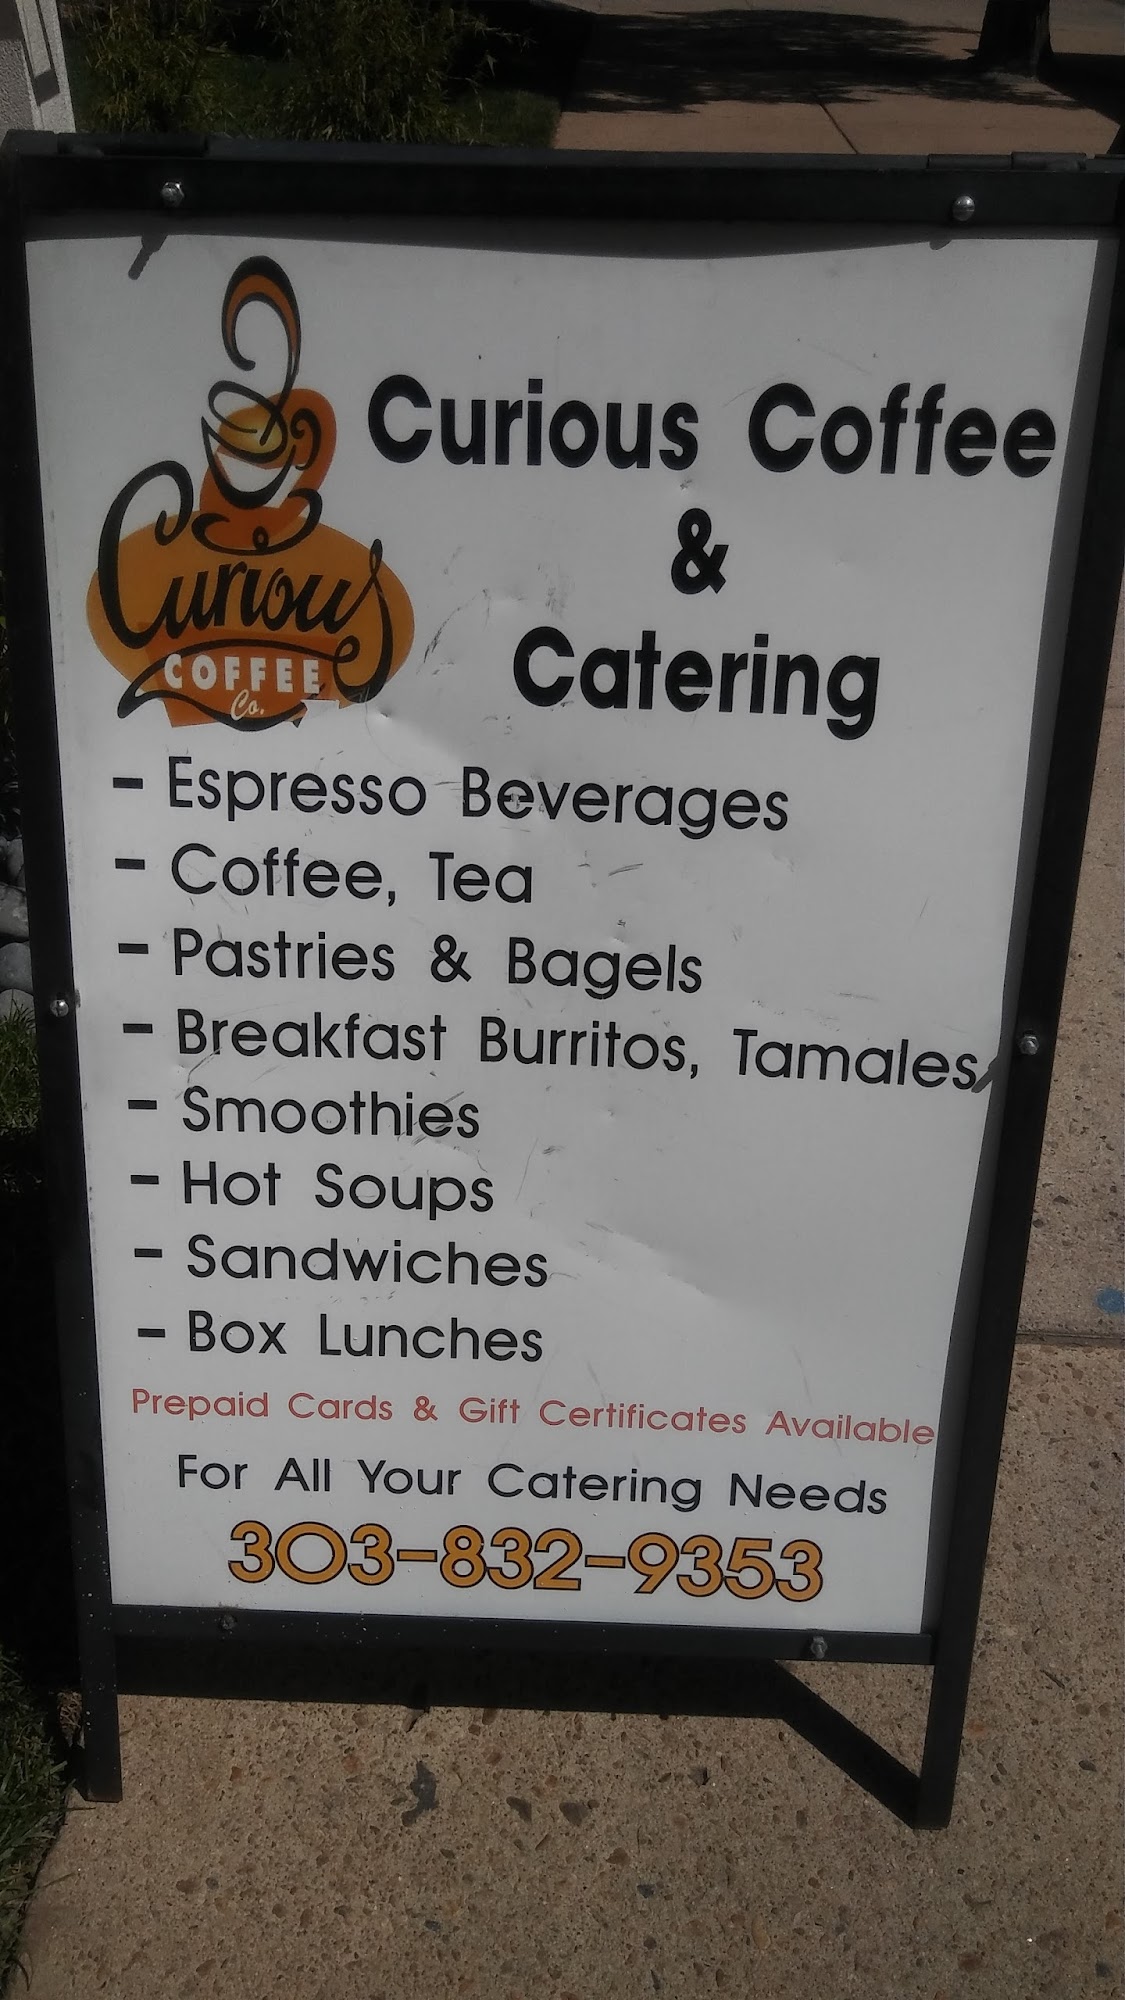 Curious
COFFEE
Co.
Curious Coffee
&
Catering
- Espresso Beverages
- Coffee, Tea
- Pastries & Bagels
- Breakfast Burritos, Tamales
- Smoothies
- Hot Soups
- Sandwiches
- Box Lunches
Prepaid Cards & Gift Certificates Available
For All Your Catering Needs
303-832-9353